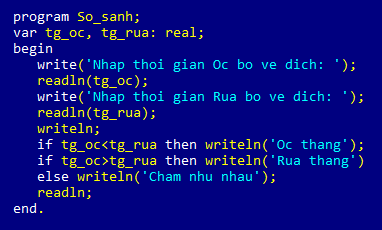 program So_sanh;
var tg_oc, tg_rua: real;
begin
write('Nhap thoi gian Oc bo ve dich: ');
readln(tg_oc);
write('Nhap thoi gian Rua bo ve dich: ');
readln(tg_rua);
writeln;
if tg_oc<tg_rua then writeln('Oc thang');
if tg_oc>tg_rua then writeln('Rua thang')
else writeln('Cham nhu nhau');
readln;
end.